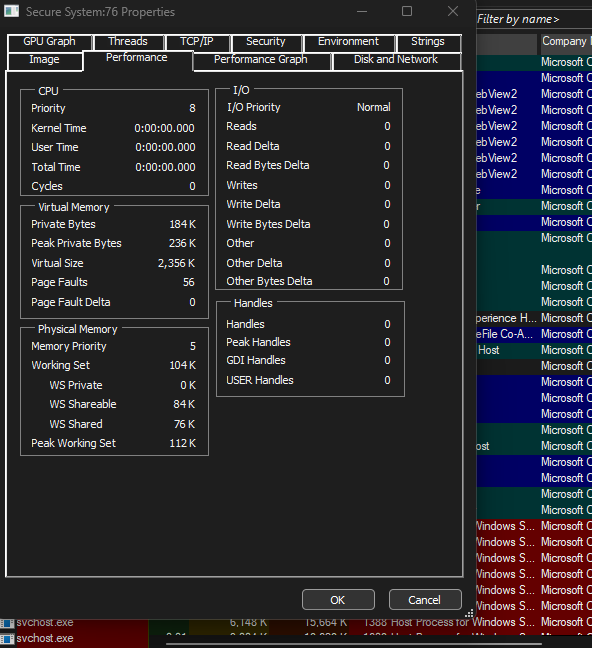 Secure System:76 Properties
GPU Graph Threads TCP/IP Security Environment Strings
Image Performance Performance Graph Disk and Network
CPU
Priority 8
Kernel Time 0:00:00.000
User Time 0:00:00.000
Total Time 0:00:00.000
Cycles 0
Virtual Memory
Private Bytes 184 K
Peak Private Bytes 236 K
Virtual Size 2,356 K
Page Faults 56
Page Fault Delta 0
Physical Memory
Memory Priority 5
Working Set 104 K
WS Private 0 K
WS Shareable 84 K
WS Shared 76 K
Peak Working Set 112 K
I/O
I/O Priority Normal
Reads 0
Read Delta 0
Read Bytes Delta 0
Writes 0
Write Delta 0
Write Bytes Delta 0
Other 0
Other Delta 0
Other Bytes Delta 0
Handles
Handles 0
Peak Handles 0
GDI Handles 0
USER Handles 0
OK Cancel
Filter by name>
Company
Microsoft C
Microsoft C
ebView2 Microsoft C
ebView2 Microsoft C
ebView2 Microsoft C
ebView2 Microsoft C
ebView2 Microsoft C
ebView2 Microsoft C
e Microsoft C
r Microsoft C
Microsoft C
Microsoft C
Microsoft C
Microsoft C
Microsoft C
xperience H... Microsoft C
eFile Co-A... Microsoft C
Host Microsoft C
Microsoft C
Microsoft C
Microsoft C
Microsoft C
Microsoft C
ost Microsoft C
Microsoft C
Microsoft C
Microsoft C
Microsoft C
Windows S... Microsoft C
Windows S... Microsoft C
Windows S... Microsoft C
Windows S... Microsoft C
Windows S... Microsoft C
Windows S... Microsoft C
svchost.exe 6,148 K 15,664 K 1388 Host Process for Windows S... Microsoft C
svchost.exe Host Process for Windows S... Microsoft C